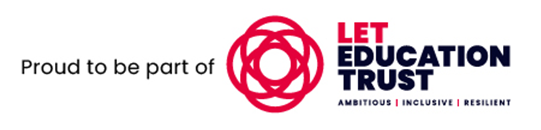 Proud to be part of
LET
EDUCATION
TRUST
AMBITIOUS | INCLUSIVE | RESILIENT